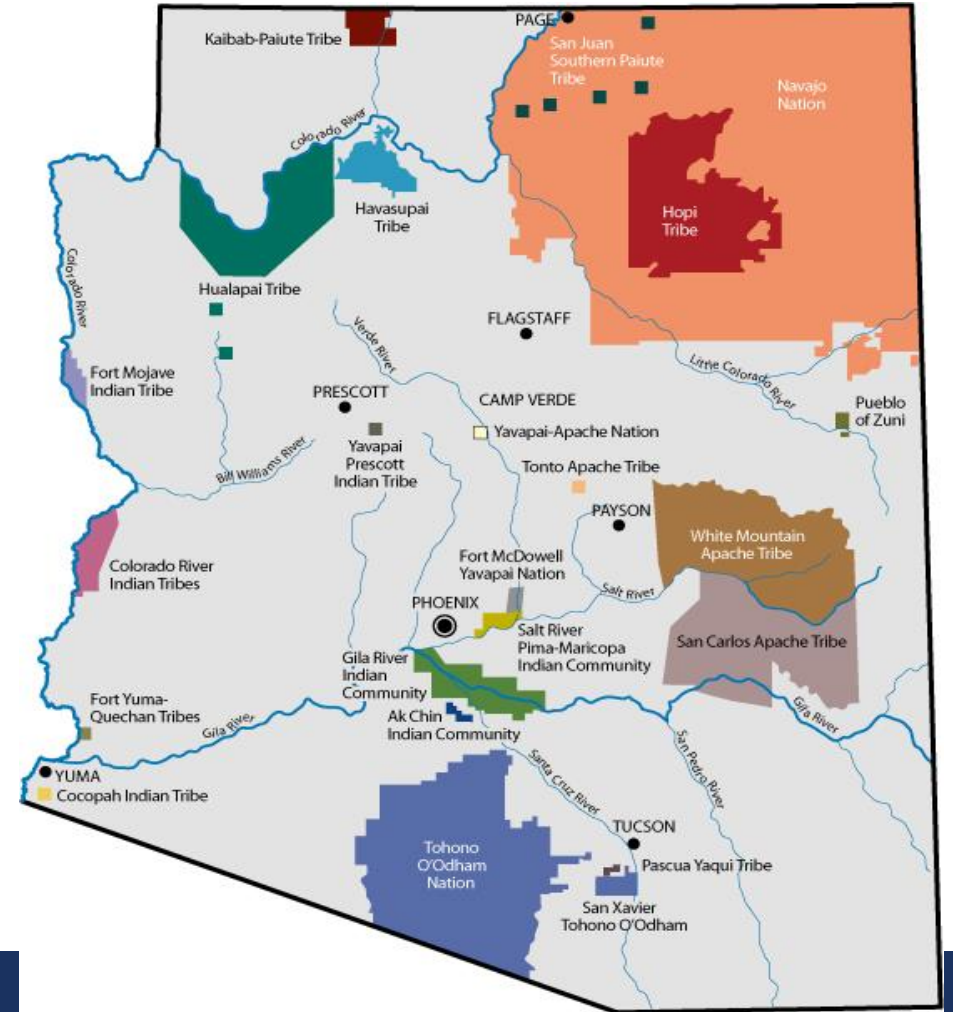 PAGE
Kaibab-Paiute Tribe
San Juan
Southern Paiute
Tribe
Navajo
Nation
Colorado River
Havasupai
Tribe
Hopi
Tribe
Colorado River
Hualapai Tribe
FLAGSTAFF
Verde River
Little Colorado River
Fort Mojave
Indian Tribe
PRESCOTT
CAMP VERDE
Pueblo
of Zuni
Yavapai-Apache Nation
Yavapai
Prescott
Indian Tribe
Bill Williams River
Tonto Apache Tribe
PAYSON
White Mountain
Apache Tribe
Colorado River
Indian Tribes
Fort McDowell
Yavapai Nation
Salt River
PHOENIX
Salt River
Pima-Maricopa
Indian Community
San Carlos Apache Tribe
Gila River
Indian
Community
Fort Yuma-
Quechan Tribes
Gila River
Ak Chin
Indian Community
Gila River
Santa Cruz River
San Pedro River
YUMA
Cocopah Indian Tribe
TUCSON
Tohono
O'Odham
Nation
Pascua Yaqui Tribe
San Xavier
Tohono O'Odham